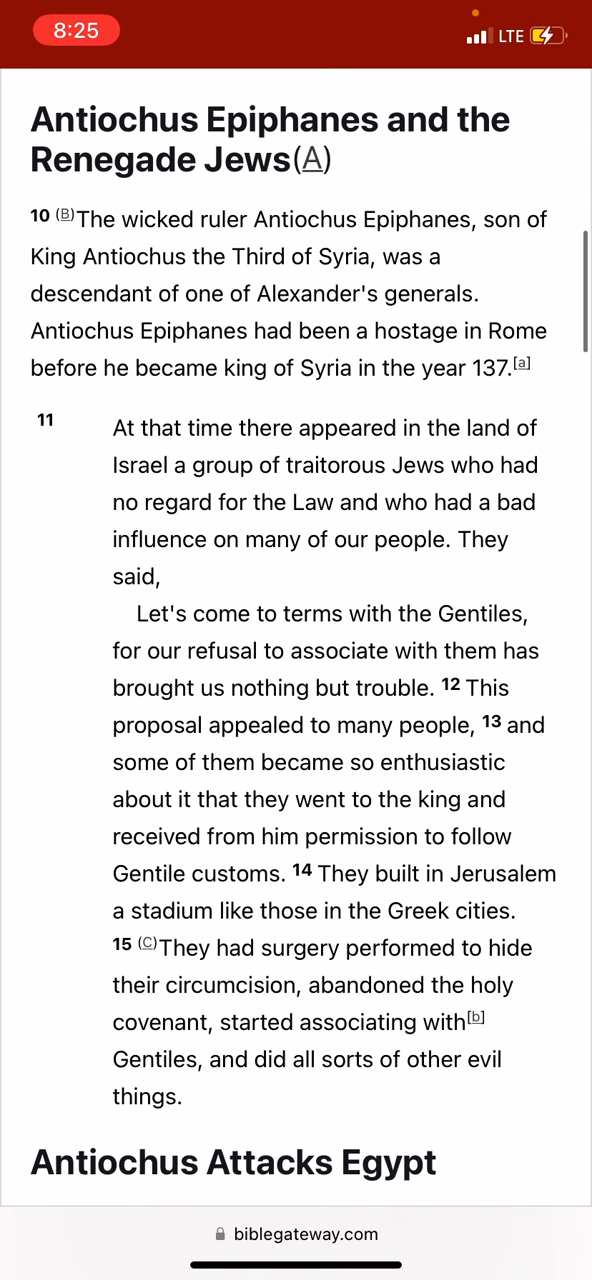 8:25
LTE
Antiochus Epiphanes and the
Renegade Jews(A)
10 (B)The wicked ruler Antiochus Epiphanes, son of
King Antiochus the Third of Syria, was a
descendant of one of Alexander's generals.
Antiochus Epiphanes had been a hostage in Rome
before he became king of Syria in the year 137.[a]
11 At that time there appeared in the land of
Israel a group of traitorous Jews who had
no regard for the Law and who had a bad
influence on many of our people. They
said,
Let's come to terms with the Gentiles,
for our refusal to associate with them has
brought us nothing but trouble. 12 This
proposal appealed to many people, 13 and
some of them became so enthusiastic
about it that they went to the king and
received from him permission to follow
Gentile customs. 14 They built in Jerusalem
a stadium like those in the Greek cities.
15 (C)They had surgery performed to hide
their circumcision, abandoned the holy
covenant, started associating with[b]
Gentiles, and did all sorts of other evil
things.
Antiochus Attacks Egypt
biblegateway.com